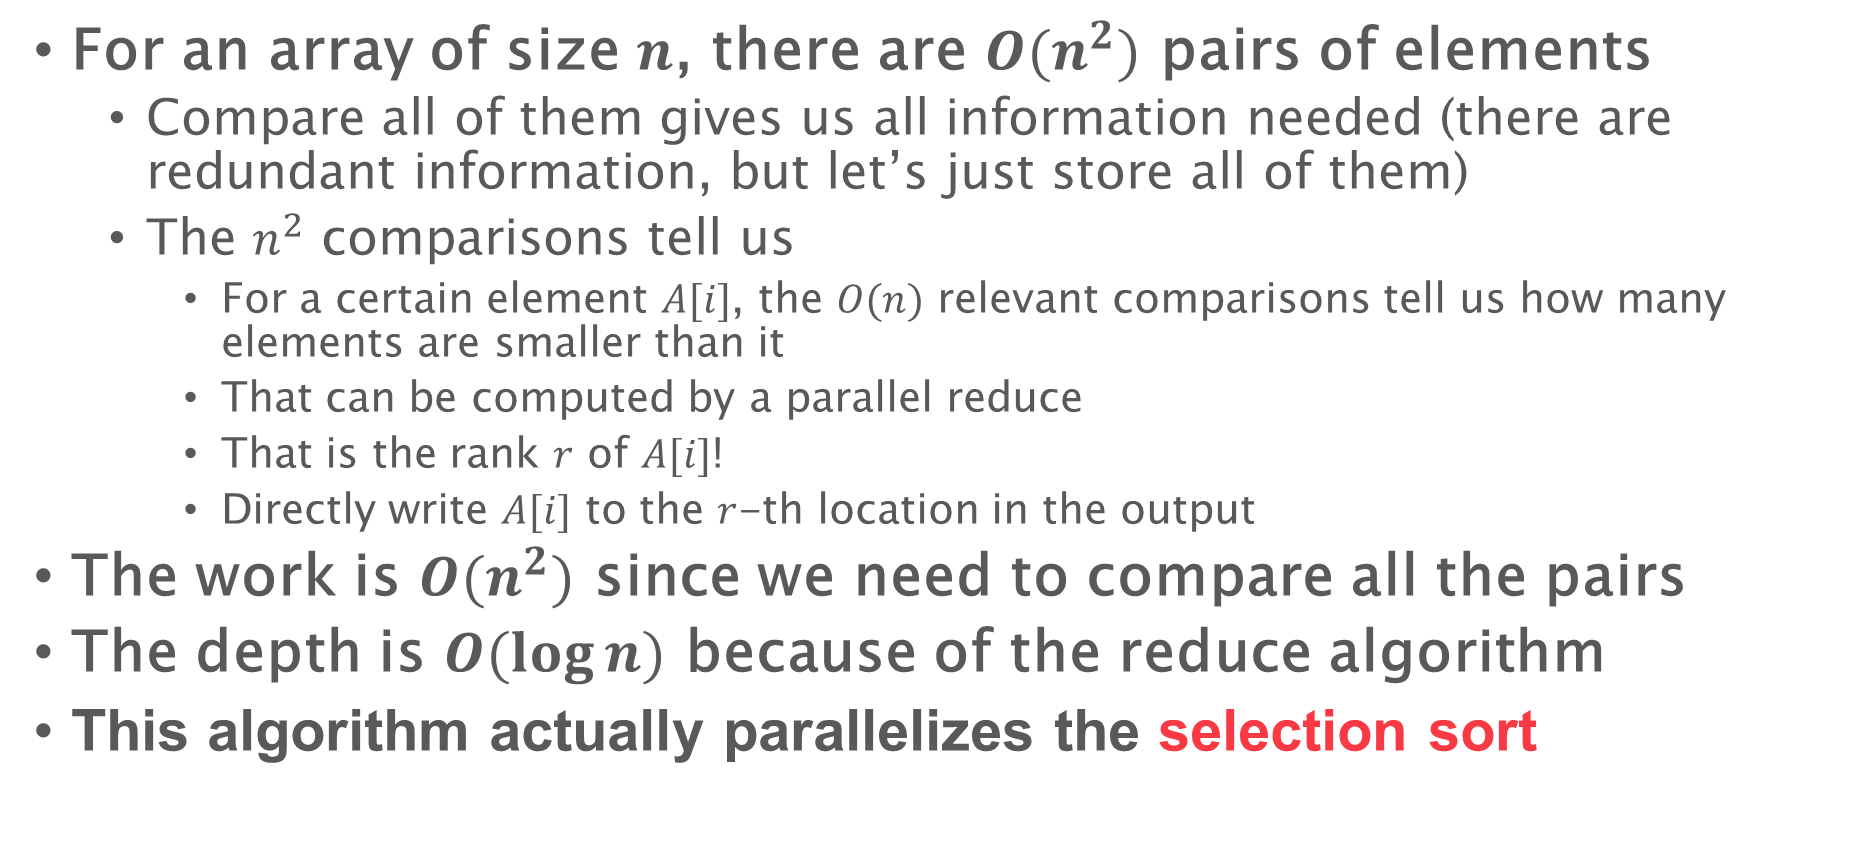 • For an array of size n, there are O(n²) pairs of elements
• Compare all of them gives us all information needed (there are
redundant information, but let's just store all of them)
• The n² comparisons tell us
• For a certain element A[i], the O(n) relevant comparisons tell us how many
elements are smaller than it
• That can be computed by a parallel reduce
• That is the rank r of A[i]!
• Directly write A[i] to the r-th location in the output
• The work is O(n²) since we need to compare all the pairs
• The depth is O(log n) because of the reduce algorithm
• This algorithm actually parallelizes the selection sort